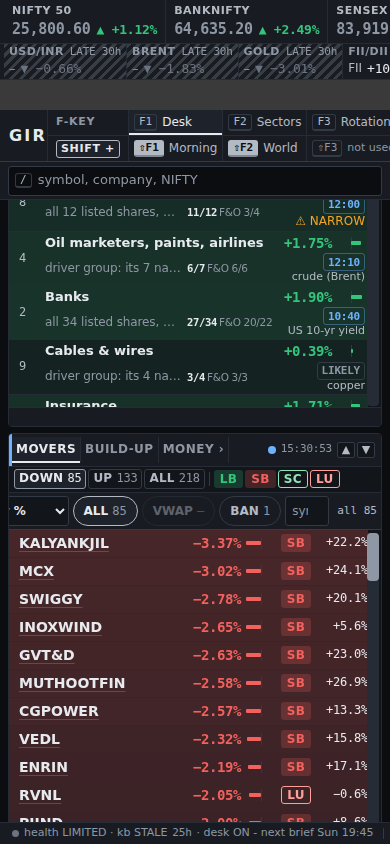 NIFTY 50 BANKNIFTY SENSEX
25,800.60 ▲ +1.12% 64,635.20 ▲ +2.49% 83,919
USD/INR LATE 30h BRENT LATE 30h GOLD LATE 30h FII/DII
– ▼ −0.66% – ▼ −1.83% – ▼ −3.01% FII +10
GIR F-KEY F1 Desk F2 Sectors F3 Rotation
SHIFT + ⇧F1 Morning ⇧F2 World ⇧F3 not used
/ symbol, company, NIFTY
8 all 12 listed shares, … 11/12 F&O 3/4 12:00
⚠ NARROW
4 Oil marketers, paints, airlines +1.75%
driver group: its 7 na… 6/7 F&O 6/6 12:10
crude (Brent)
2 Banks +1.90%
all 34 listed shares, … 27/34 F&O 20/22 10:40
US 10-yr yield
9 Cables & wires +0.39%
driver group: its 4 na… 3/4 F&O 3/3 LIKELY
copper
Insurance +1.71%
MOVERS BUILD-UP MONEY › 15:30:53 ▲ ▼
DOWN 85 UP 133 ALL 218 LB SB SC LU
% ALL 85 VWAP – BAN 1 all 85
KALYANKJIL −3.37% SB +22.2%
MCX −3.02% SB +24.1%
SWIGGY −2.78% SB +20.1%
INOXWIND −2.65% SB +5.6%
GVT&D −2.63% SB +23.0%
MUTHOOTFIN −2.58% SB +26.9%
CGPOWER −2.57% SB +13.3%
VEDL −2.32% SB +15.8%
ENRIN −2.19% SB +17.1%
RVNL −2.05% LU −0.6%
health LIMITED · kb STALE 25h · desk ON - next brief Sun 19:45